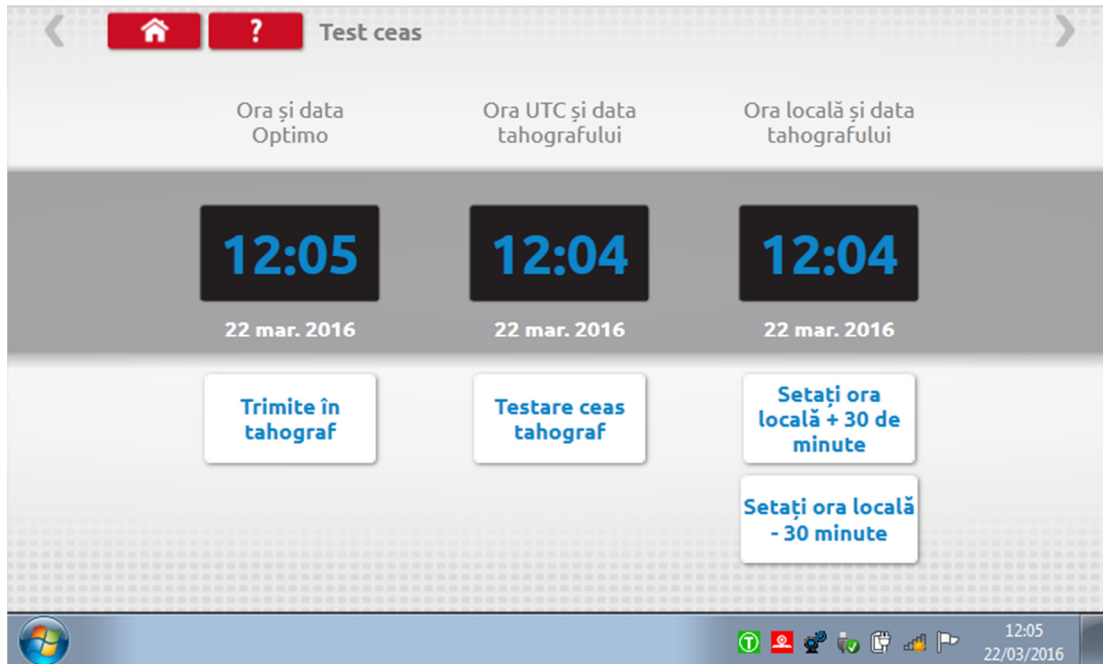 ? Test ceas
Ora și data
Optimo
Ora UTC și data
tahografului
Ora locală și data
tahografului
12:05
12:04
12:04
22 mar. 2016
22 mar. 2016
22 mar. 2016
Trimite în
tahograf
Testare ceas
tahograf
Setați ora
locală + 30 de
minute
Setați ora locală
- 30 minute
T
12:05
22/03/2016